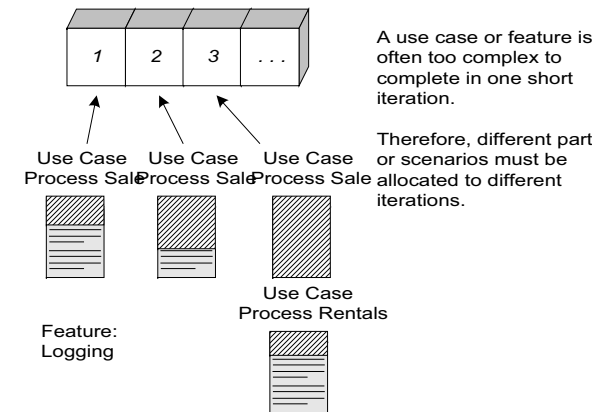 1 2 3 . . .
A use case or feature is
often too complex to
complete in one short
iteration.
Therefore, different part
or scenarios must be
allocated to different
iterations.
Use Case Use Case Use Case
Process Sale Process Sale Process Sale
Use Case
Process Rentals
Feature:
Logging